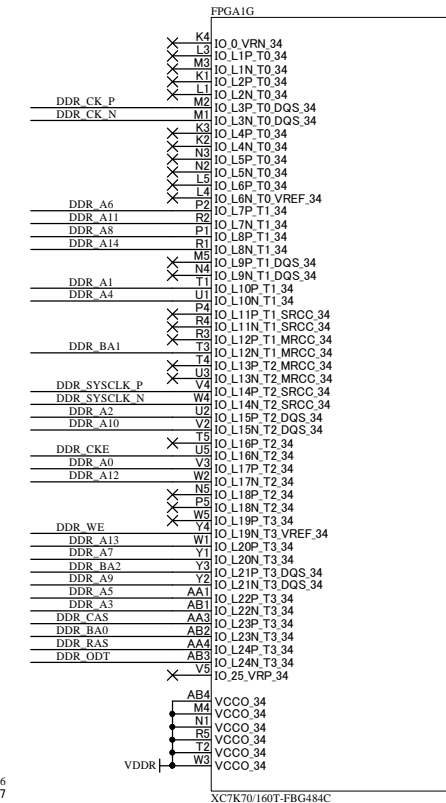 FPGA1G
K4 IO_0_VRN_34
L3 IO_L1P_T0_34
M3 IO_L1N_T0_34
K1 IO_L2P_T0_34
L1 IO_L2N_T0_34
DDR_CK_P M2 IO_L3P_T0_DQS_34
DDR_CK_N M1 IO_L3N_T0_DQS_34
K3 IO_L4P_T0_34
K2 IO_L4N_T0_34
N3 IO_L5P_T0_34
N2 IO_L5N_T0_34
L5 IO_L6P_T0_34
L4 IO_L6N_T0_VREF_34
DDR_A6 P2 IO_L7P_T1_34
DDR_A11 R2 IO_L7N_T1_34
DDR_A8 P1 IO_L8P_T1_34
DDR_A14 R1 IO_L8N_T1_34
M5 IO_L9P_T1_DQS_34
N4 IO_L9N_T1_DQS_34
DDR_A1 T1 IO_L10P_T1_34
DDR_A4 U1 IO_L10N_T1_34
P4 IO_L11P_T1_SRCC_34
R4 IO_L11N_T1_SRCC_34
R3 IO_L12P_T1_MRCC_34
DDR_BA1 T3 IO_L12N_T1_MRCC_34
T4 IO_L13P_T2_MRCC_34
U3 IO_L13N_T2_MRCC_34
DDR_SYSCLK_P V4 IO_L14P_T2_SRCC_34
DDR_SYSCLK_N W4 IO_L14N_T2_SRCC_34
DDR_A2 U2 IO_L15P_T2_DQS_34
DDR_A10 V2 IO_L15N_T2_DQS_34
T5 IO_L16P_T2_34
DDR_CKE U5 IO_L16N_T2_34
DDR_A0 V3 IO_L17P_T2_34
DDR_A12 W2 IO_L17N_T2_34
N5 IO_L18P_T2_34
P5 IO_L18N_T2_34
W5 IO_L19P_T3_34
DDR_WE Y4 IO_L19N_T3_VREF_34
DDR_A13 W1 IO_L20P_T3_34
DDR_A7 Y1 IO_L20N_T3_34
DDR_BA2 Y3 IO_L21P_T3_DQS_34
DDR_A9 Y2 IO_L21N_T3_DQS_34
DDR_A5 AA1 IO_L22P_T3_34
DDR_A3 AB1 IO_L22N_T3_34
DDR_CAS AA3 IO_L23P_T3_34
DDR_BA0 AB2 IO_L23N_T3_34
DDR_RAS AA4 IO_L24P_T3_34
DDR_ODT AB3 IO_L24N_T3_34
V5 IO_25_VRP_34
AB4 VCCO_34
M4 VCCO_34
N1 VCCO_34
R5 VCCO_34
T2 VCCO_34
VDDR W3 VCCO_34
6
7
XC7K70/160T-FBG484C